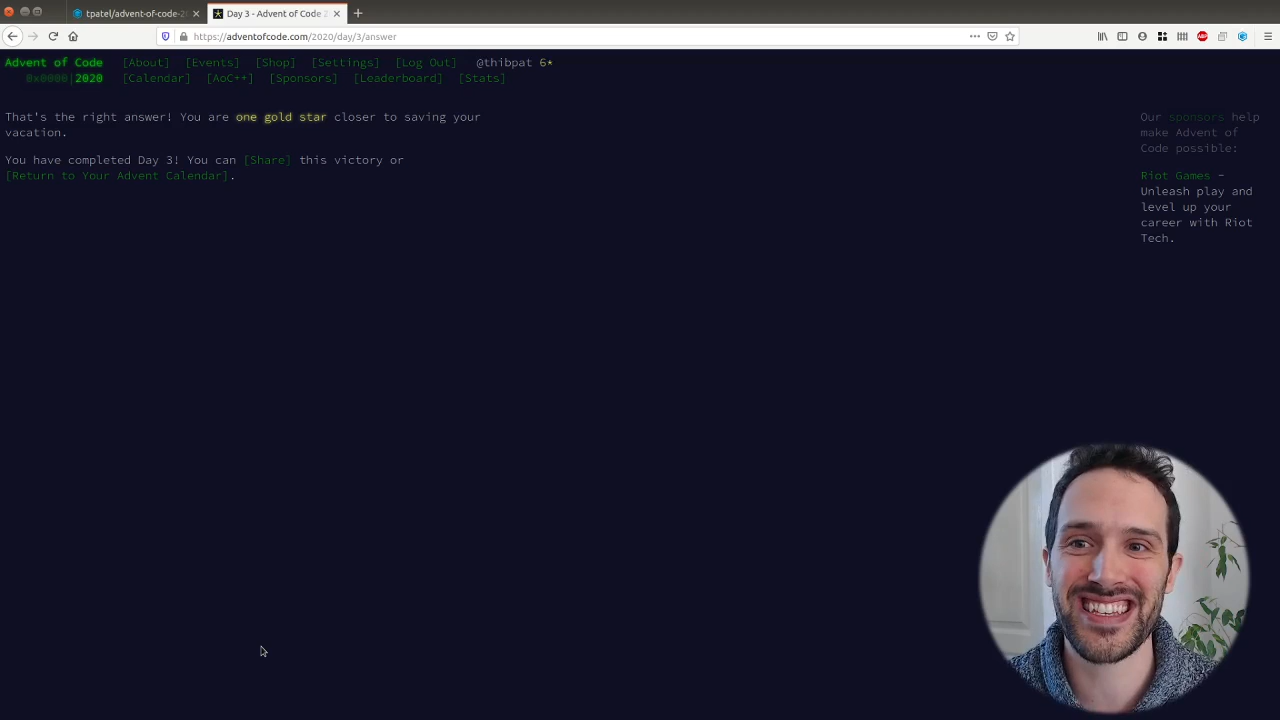 tpatel/advent-of-code-20
Day 3 - Advent of Code 2
https://adventofcode.com/2020/day/3/answer
Advent of Code [About] [Events] [Shop] [Settings] [Log Out] @thibpat 6*
0x0000|2020 [Calendar] [AoC++] [Sponsors] [Leaderboard] [Stats]
That's the right answer! You are one gold star closer to saving your
vacation.
You have completed Day 3! You can [Share] this victory or
[Return to Your Advent Calendar].
Our sponsors help
make Advent of
Code possible:
Riot Games -
Unleash play and
level up your
career with Riot
Tech.
ABP